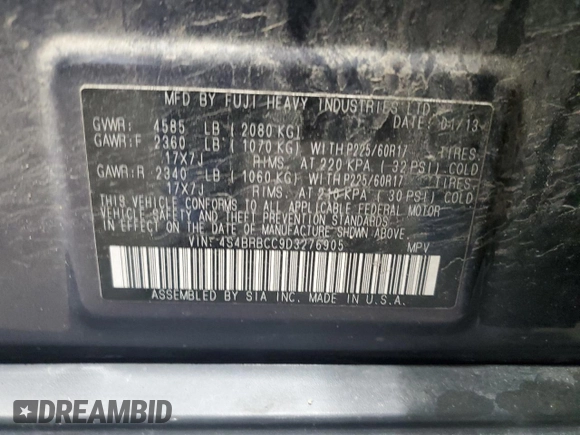 MFD BY FUJI HEAVY INDUSTRIES LTD.
DATE: 01/13
GVWR: 4585 LB ( 2080 KG)
GAWR:F 2360 LB ( 1070 KG) WITH P225/60R17 TIRES,
17X7J RIMS, AT 220 KPA ( 32 PSI) COLD
GAWR:R 2340 LB ( 1060 KG) WITH P225/60R17 TIRES,
17X7J RIMS, AT 210 KPA ( 30 PSI) COLD
THIS VEHICLE CONFORMS TO ALL APPLICABLE FEDERAL MOTOR
VEHICLE SAFETY, BUMPER, AND THEFT PREVENTION STANDARDS
IN EFFECT ON THE DATE OF MANUFACTURE SHOWN ABOVE.
VIN: 4S4BRBCC9D3276905 MPV
ASSEMBLED BY SIA INC. MADE IN U.S.A.
DREAMBID